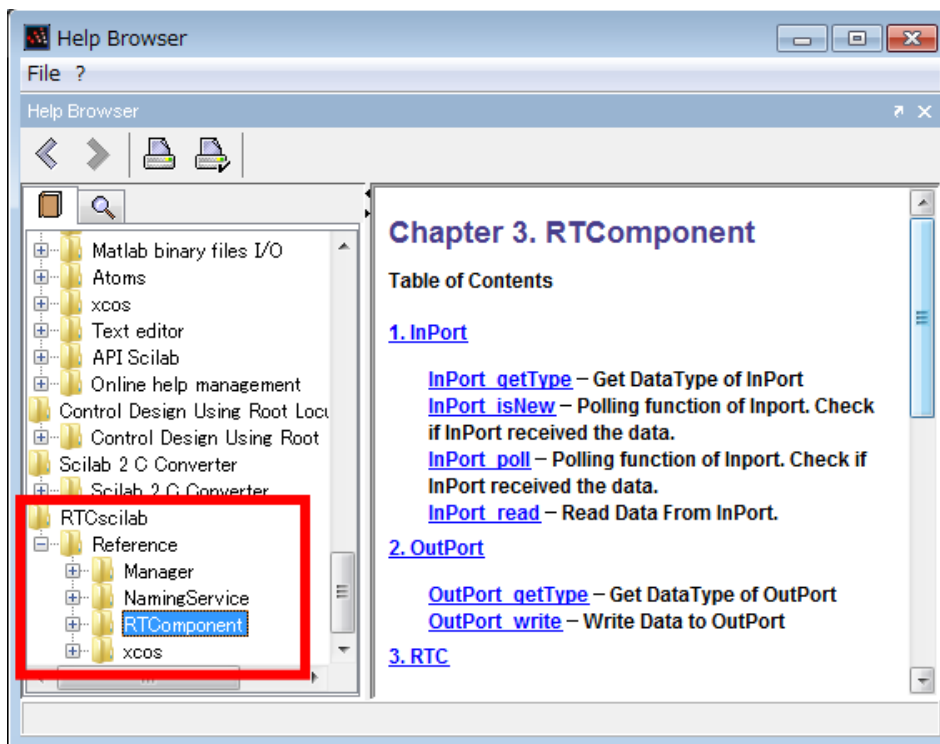 Help Browser
File ?
Help Browser
Matlab binary files I/O
Atoms
xcos
Text editor
API Scilab
Online help management
Control Design Using Root Locu
Control Design Using Root
Scilab 2 C Converter
Scilab 2 C Converter
RTCscilab
Reference
Manager
NamingService
RTComponent
xcos
Chapter 3. RTComponent
Table of Contents
1. InPort
InPort_getType – Get DataType of InPort
InPort_isNew – Polling function of Inport. Check
if InPort received the data.
InPort_poll – Polling function of Inport. Check if
InPort received the data.
InPort_read – Read Data From InPort.
2. OutPort
OutPort_getType – Get DataType of OutPort
OutPort_write – Write Data to OutPort
3. RTC